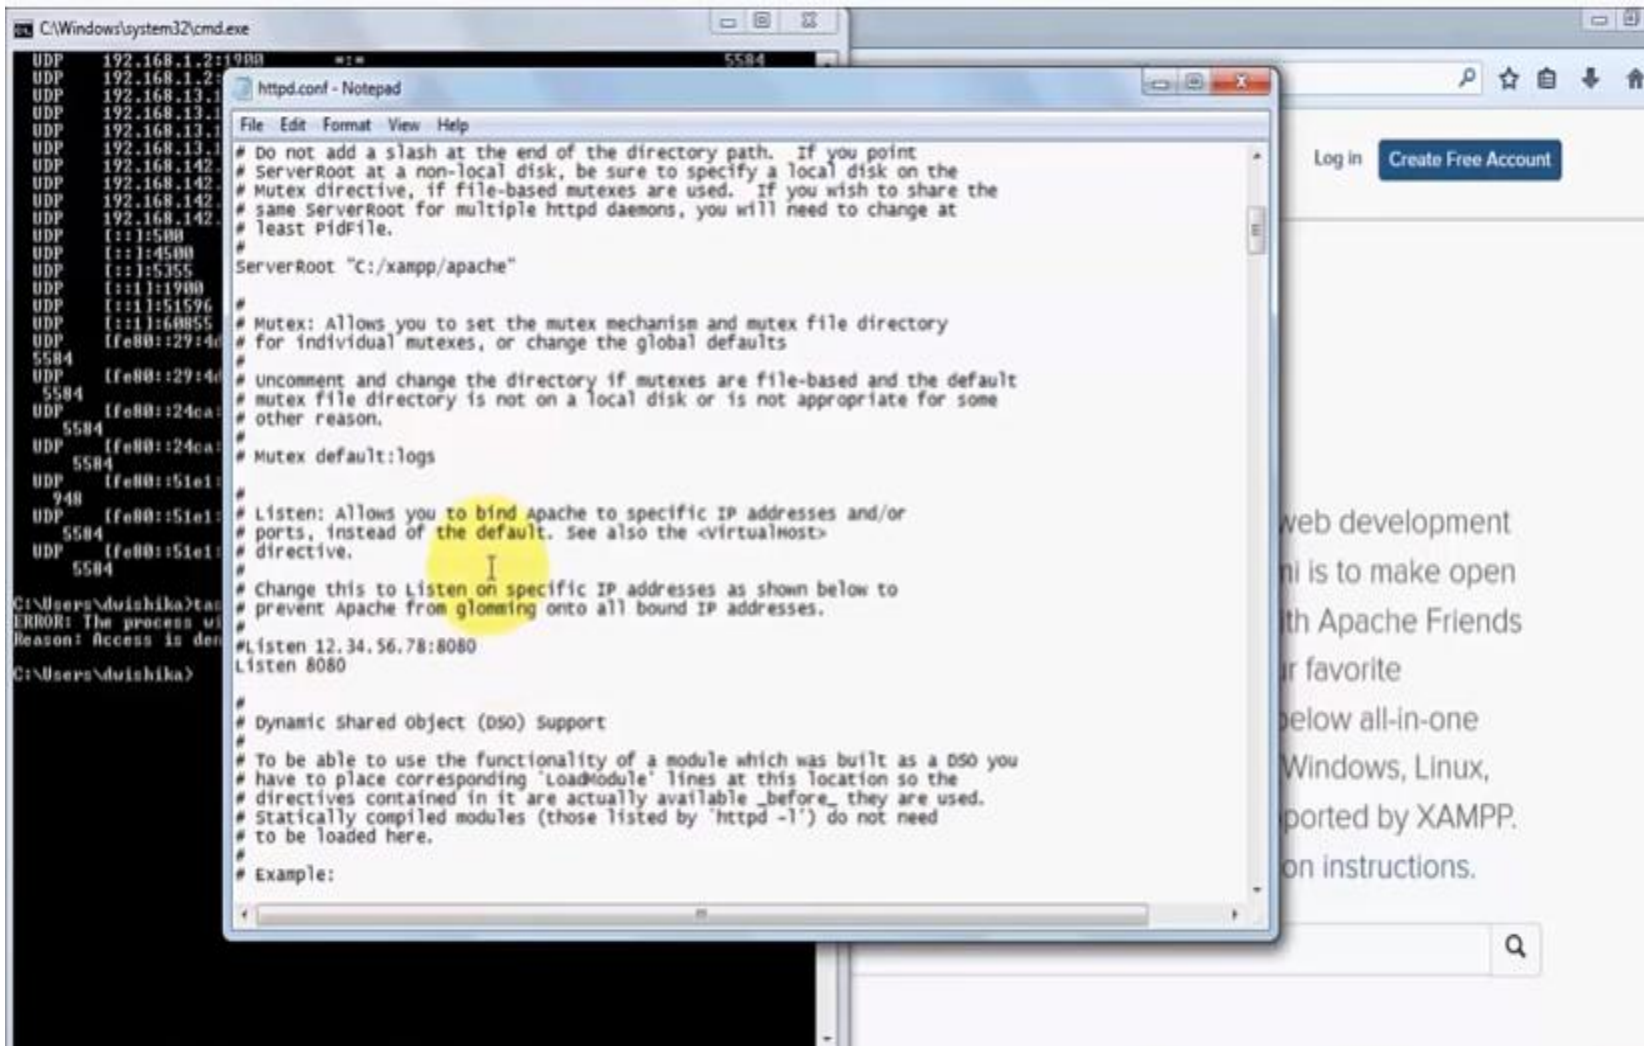 C:\Windows\system32\cmd.exe
UDP 192.168.1.2:1900 *:* 5584
UDP 192.168.1.2:
UDP 192.168.13.1
UDP 192.168.13.1
UDP 192.168.13.1
UDP 192.168.13.1
UDP 192.168.142.
UDP 192.168.142.
UDP 192.168.142.
UDP 192.168.142.
UDP [::]:500
UDP [::]:4500
UDP [::]:5355
UDP [::1]:1900
UDP [::1]:51596
UDP [::1]:60855
UDP [fe80::29:4d
5584
UDP [fe80::29:4d
5584
UDP [fe80::24ca:
5584
UDP [fe80::24ca:
5584
UDP [fe80::51e1:
948
UDP [fe80::51e1:
5584
UDP [fe80::51e1:
5584
C:\Users\dwishika>tas
ERROR: The process wi
Reason: Access is den
C:\Users\dwishika>
httpd.conf - Notepad
File Edit Format View Help
# Do not add a slash at the end of the directory path.  If you point
# ServerRoot at a non-local disk, be sure to specify a local disk on the
# Mutex directive, if file-based mutexes are used.  If you wish to share the
# same ServerRoot for multiple httpd daemons, you will need to change at
# least PidFile.
#
ServerRoot "C:/xampp/apache"
#
# Mutex: Allows you to set the mutex mechanism and mutex file directory
# for individual mutexes, or change the global defaults
#
# Uncomment and change the directory if mutexes are file-based and the default
# mutex file directory is not on a local disk or is not appropriate for some
# other reason.
#
# Mutex default:logs
#
# Listen: Allows you to bind Apache to specific IP addresses and/or
# ports, instead of the default. See also the <VirtualHost>
# directive.
#
# Change this to Listen on specific IP addresses as shown below to
# prevent Apache from glomming onto all bound IP addresses.
#
#Listen 12.34.56.78:8080
Listen 8080
#
# Dynamic Shared Object (DSO) Support
#
# To be able to use the functionality of a module which was built as a DSO you
# have to place corresponding `LoadModule' lines at this location so the
# directives contained in it are actually available _before_ they are used.
# Statically compiled modules (those listed by `httpd -l') do not need
# to be loaded here.
#
# Example:
Log in Create Free Account
web development
ni is to make open
ith Apache Friends
ur favorite
below all-in-one
Windows, Linux,
ported by XAMPP.
on instructions.